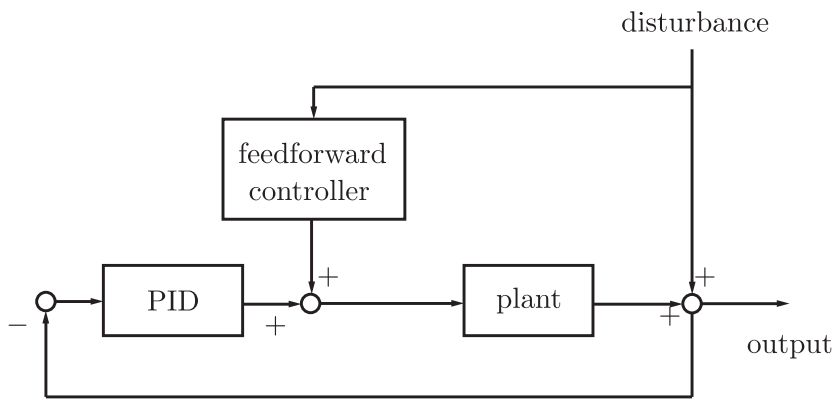 disturbance
feedforward
controller
+
PID
plant
+
−
+
+
output